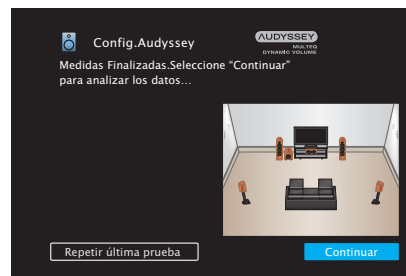 Config.Audyssey
AUDYSSEY
MULTEQ
DYNAMIC VOLUME
Medidas Finalizadas.Seleccione “Continuar”
para analizar los datos…
Repetir última prueba
Continuar